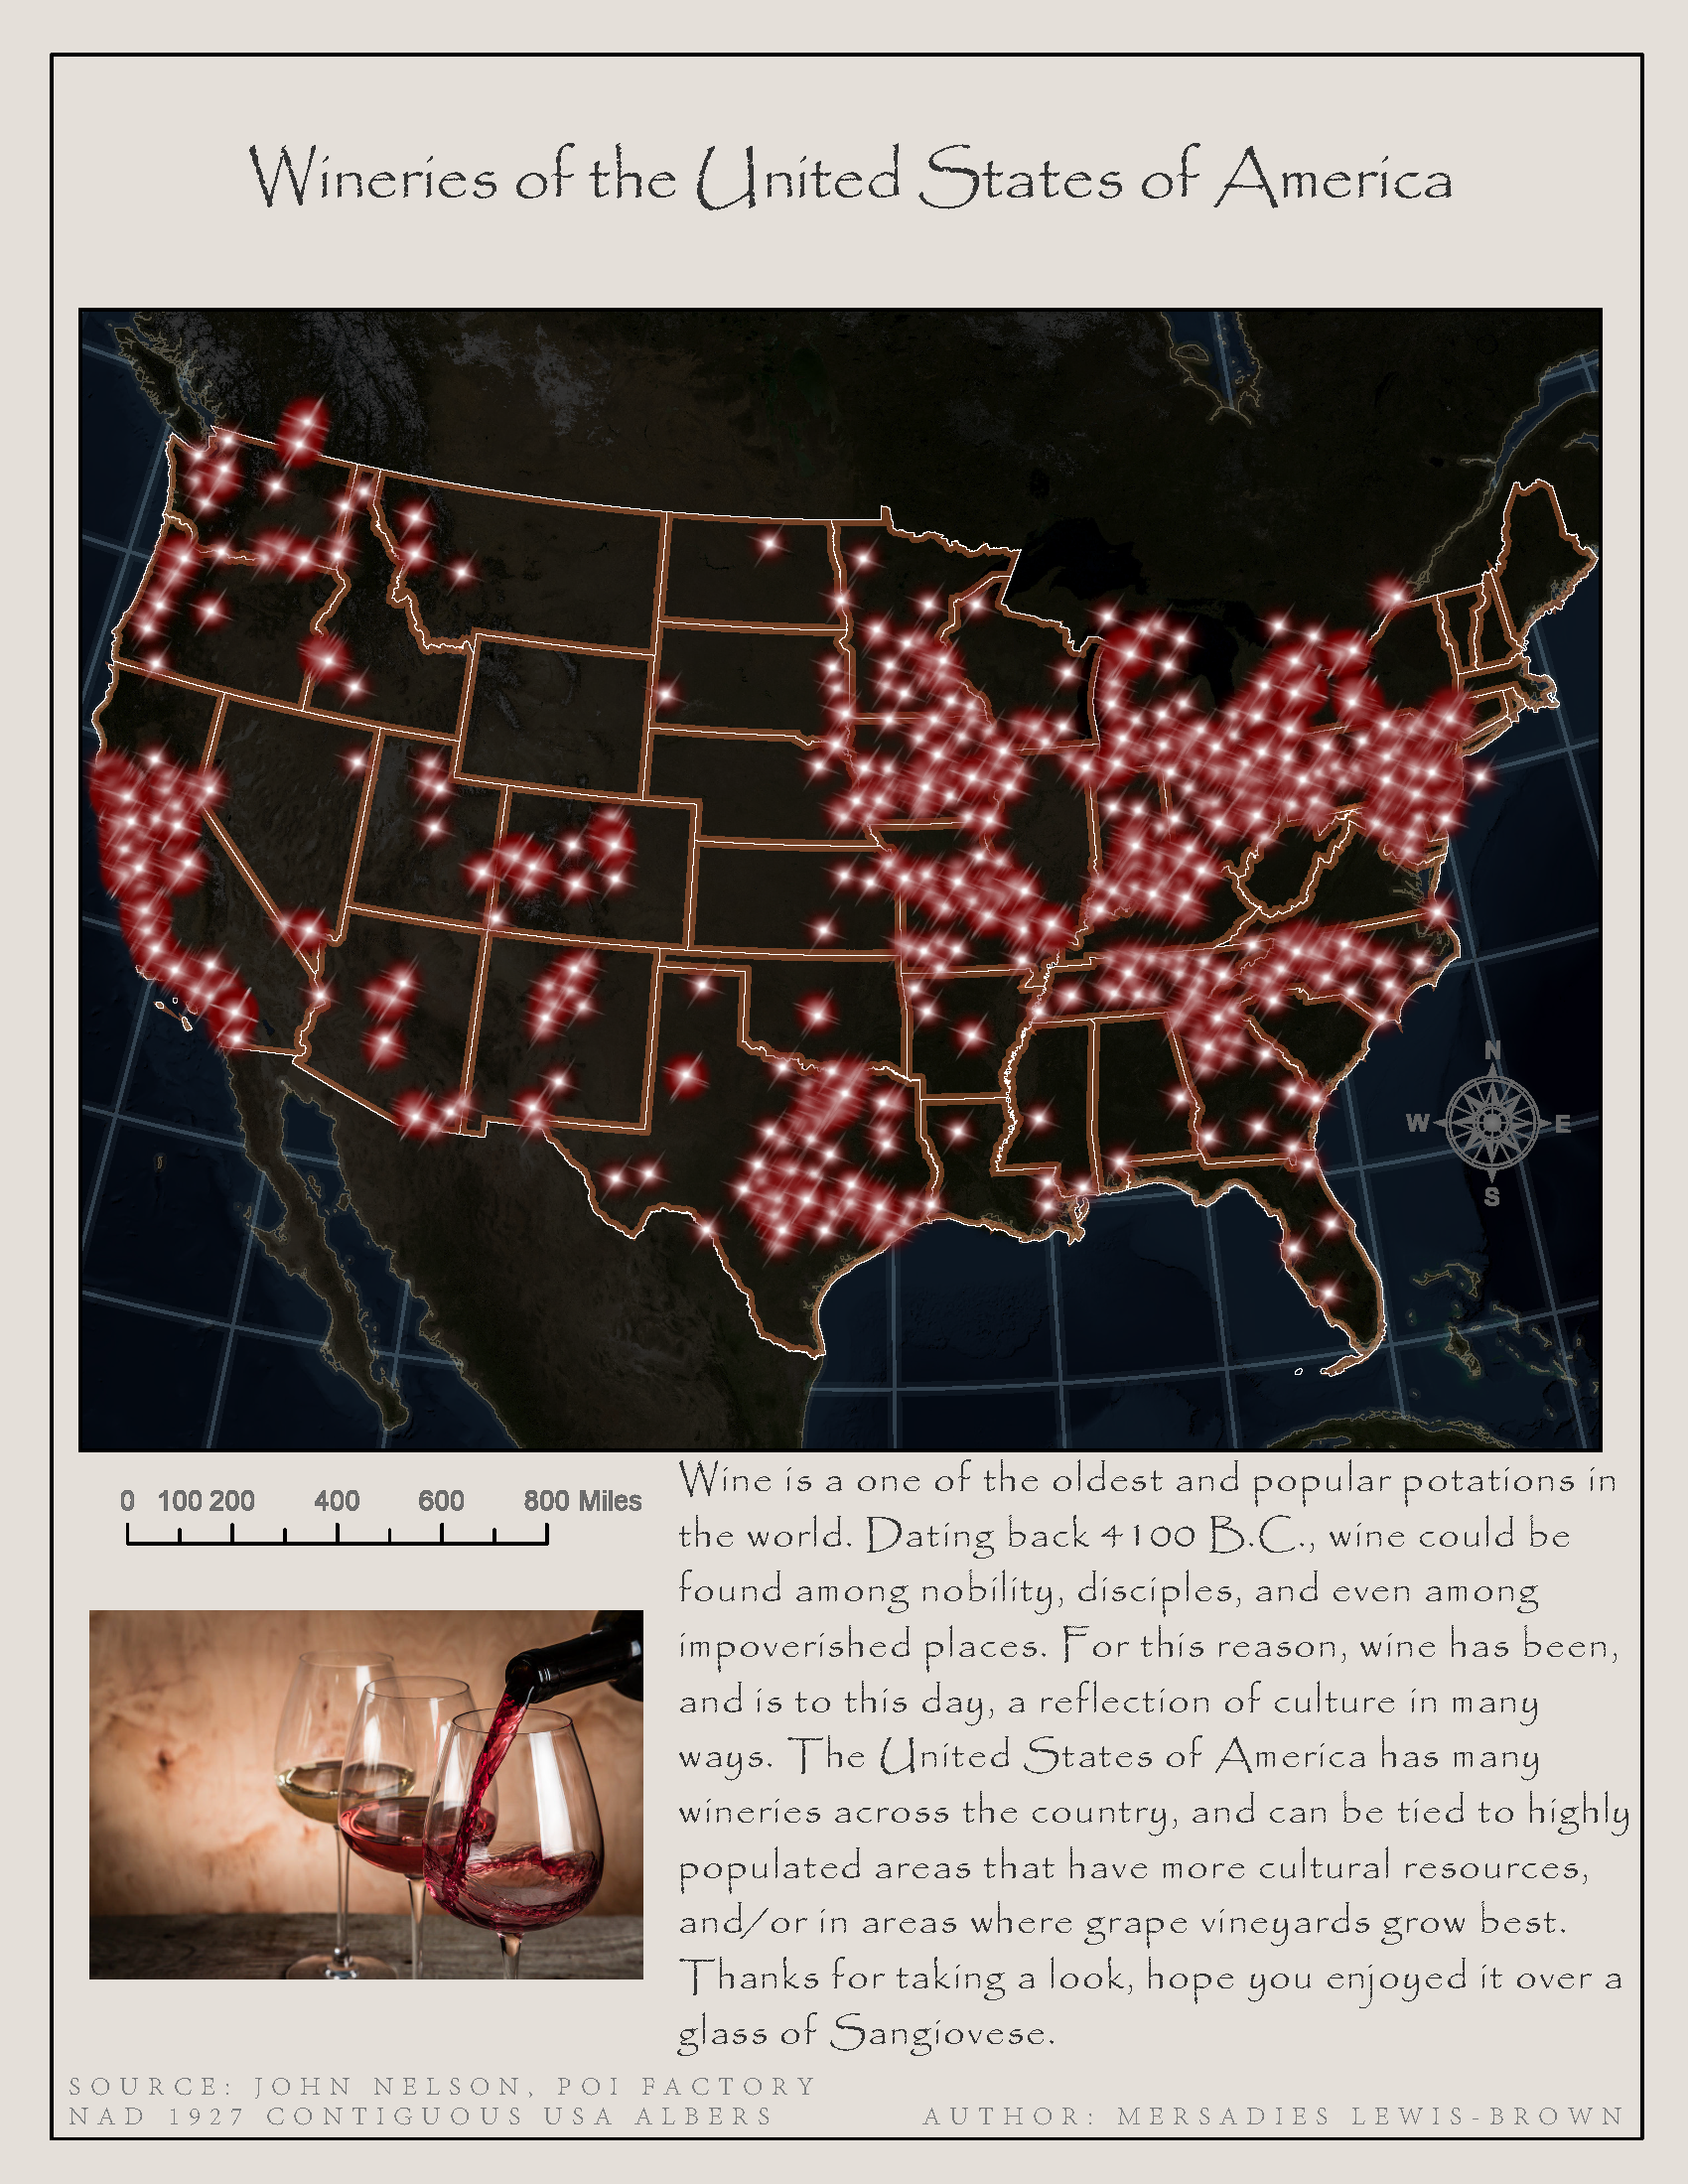 Wineries of the United States of America
N
W E
S
0 100 200 400 600 800 Miles
Wine is a one of the oldest and popular potations in
the world. Dating back 4100 B.C., wine could be
found among nobility, disciples, and even among
impoverished places. For this reason, wine has been,
and is to this day, a reflection of culture in many
ways. The United States of America has many
wineries across the country, and can be tied to highly
populated areas that have more cultural resources,
and/or in areas where grape vineyards grow best.
Thanks for taking a look, hope you enjoyed it over a
glass of Sangiovese.
SOURCE: JOHN NELSON, POI FACTORY
NAD 1927 CONTIGUOUS USA ALBERS
AUTHOR: MERSADIES LEWIS-BROWN